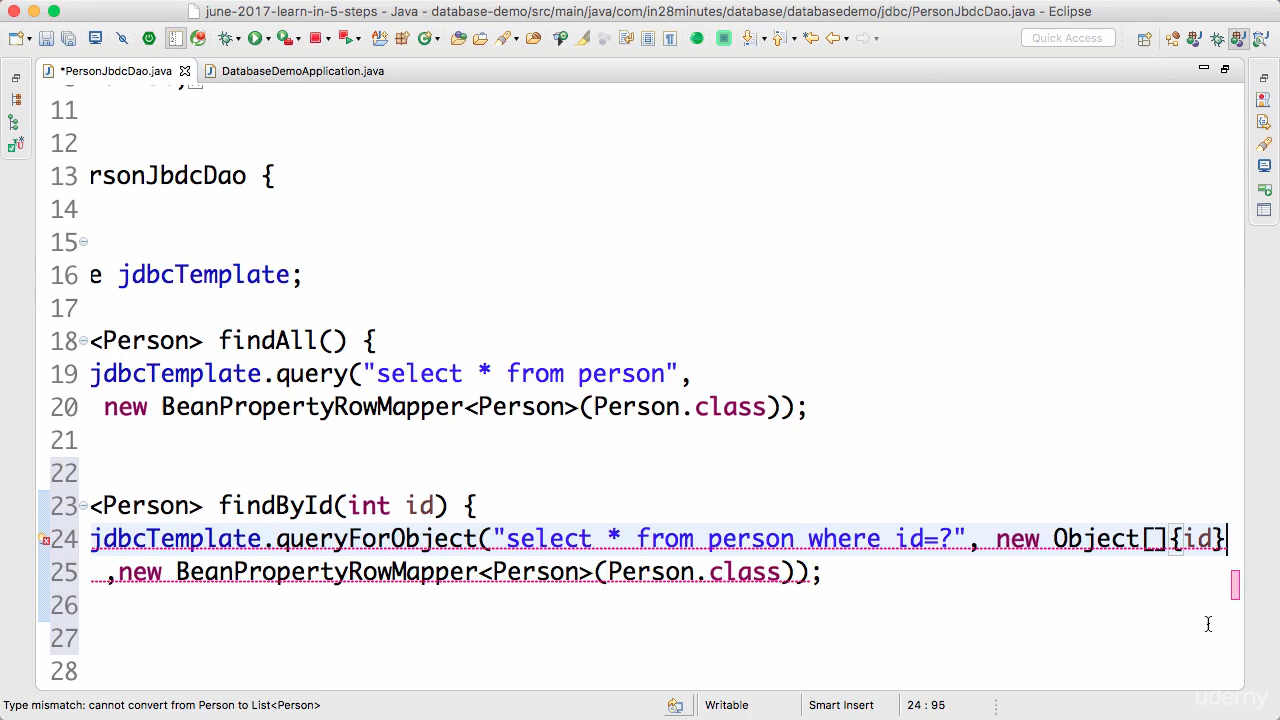 june-2017-learn-in-5-steps - Java - database-demo/src/main/java/com/in28minutes/database/databasedemo/jdbc/PersonJbdcDao.java - Eclipse
Quick Access
*PersonJbdcDao.java DatabaseDemoApplication.java
11
12
13 rsonJbdcDao {
14
15
16 e jdbcTemplate;
17
18 <Person> findAll() {
19 jdbcTemplate.query("select * from person",
20 new BeanPropertyRowMapper<Person>(Person.class));
21
22
23 <Person> findById(int id) {
24 jdbcTemplate.queryForObject("select * from person where id=?", new Object[]{id}
25 ,new BeanPropertyRowMapper<Person>(Person.class));
26
27
28
udemy
Type mismatch: cannot convert from Person to List<Person> Writable Smart Insert 24 : 95